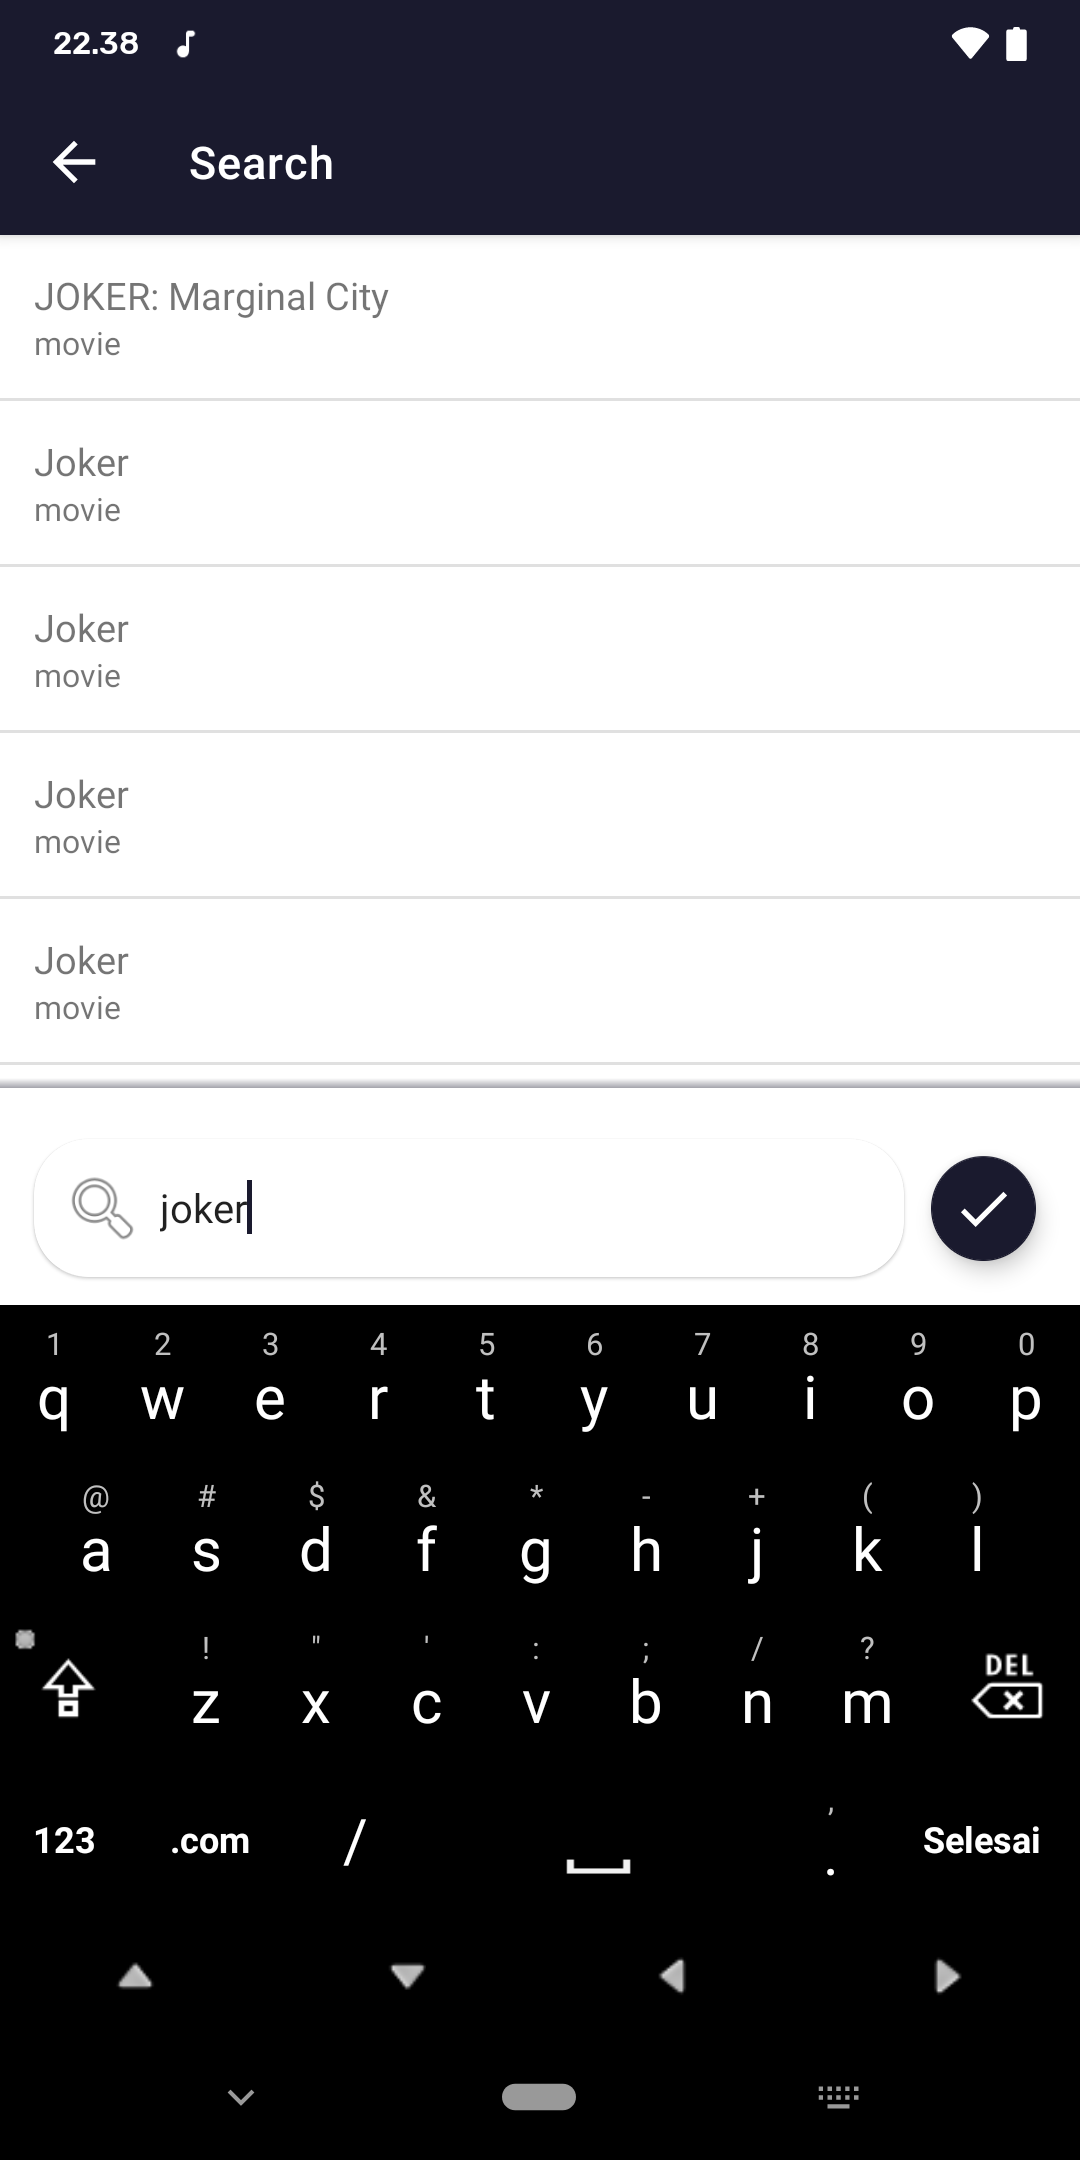 22.38
Search
JOKER: Marginal City
movie
Joker
movie
Joker
movie
Joker
movie
Joker
movie
joker
1 2 3 4 5 6 7 8 9 0
q w e r t y u i o p
@ # $ & * - + ( )
a s d f g h j k l
! " ' : ; / ?
z x c v b n m DEL
123 .com / , . Selesai